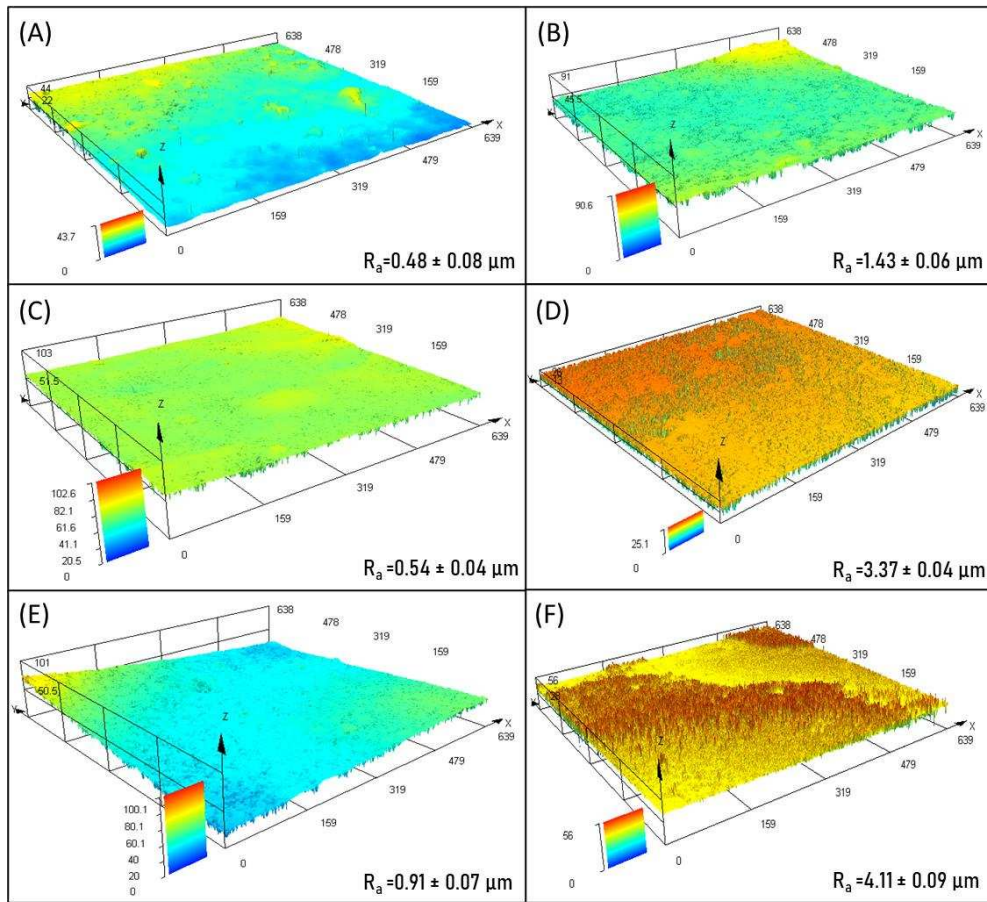 (A)
638
478
319
159
44
22
Y
X
639
479
Z
319
159
43.7
0
0
Ra=0.48 ± 0.08 µm
(B)
638
478
319
159
91
45.5
Y
X
639
479
Z
319
159
90.6
0
0
Ra=1.43 ± 0.06 µm
(C)
638
478
319
159
103
51.5
Y
X
639
479
Z
319
159
102.6
82.1
61.6
41.1
20.5
0
0
Ra=0.54 ± 0.04 µm
(D)
638
478
319
159
Y
X
639
479
Z
319
159
25.1
0
0
Ra=3.37 ± 0.04 µm
(E)
638
478
319
159
101
50.5
Y
X
639
479
Z
319
159
100.1
80.1
60.1
40
20
0
0
Ra=0.91 ± 0.07 µm
(F)
638
478
319
159
56
X
639
479
Z
319
159
56
0
0
Ra=4.11 ± 0.09 µm